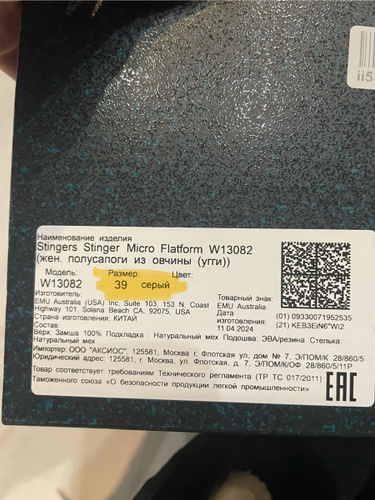 ii53
Наименование изделия
Stingers Stinger Micro Flatform W13082
(жен. полусапоги из овчины (угги))
Модель: Размер: Цвет:
W13082 39 серый
Изготовитель:
EMU Australia (USA) Inc. Suite 103, 153 N. Coast
Highway 101, Solana Beach CA. 92075, USA
Страна изготовления: КИТАЙ
Товарный знак:
EMU Australia
Дата
изготовления
11.04.2024
(01) 09330071952535
(21) KEB3EiN6"WI2
Состав:
Верх: Замша 100% Подкладка: Натуральный мех Подошва: ЭВА/резина Стелька:
Натуральный мех
Импортер: ООО "АКСИОС", 125581, Москва г, Флотская ул, дом № 7, Э/ПОМ/К 28/860/5
Юридический адрес: 125581, г. Москва, ул. Флотская, д. 7, Э/ПОМ/К/ОФ 28/860/5/11Р
Товар соответствует требованиям Технического регламента (ТР ТС 017/2011)
Таможенного союза «О безопасности продукции легкой промышленности»
EAC